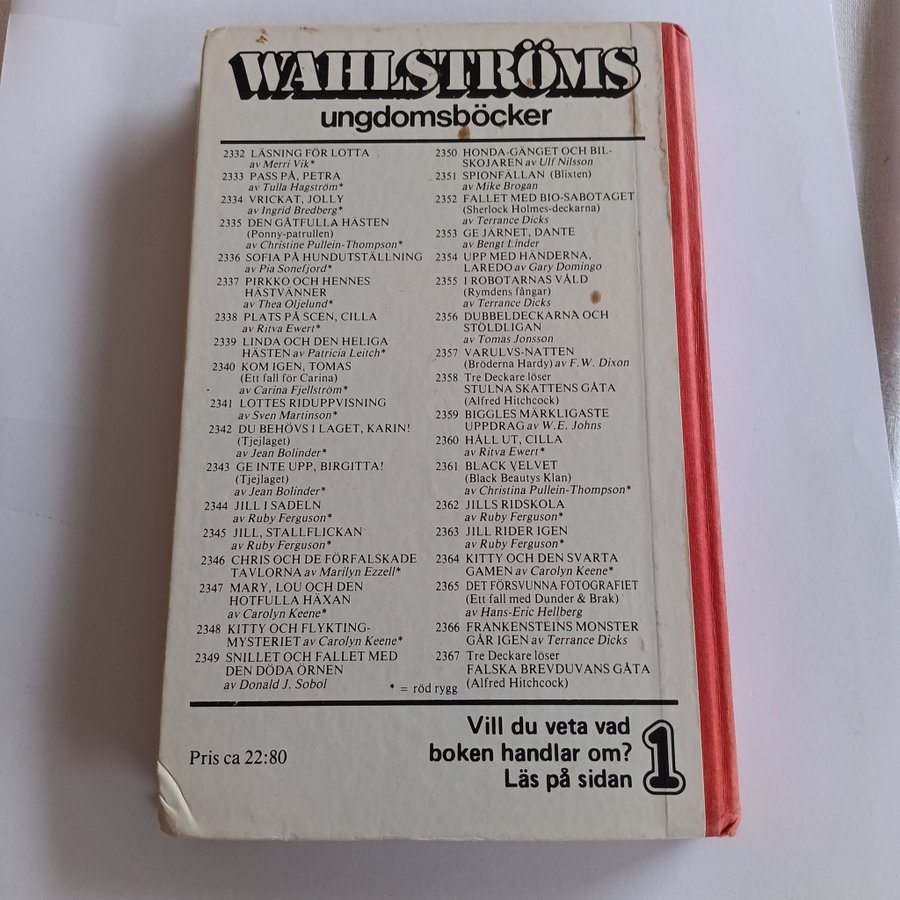 WAHLSTRÖMS
ungdomsböcker
2332 LÄSNING FÖR LOTTA
av Merri Vik*
2333 PASS PÅ, PETRA
av Tulla Hagström*
2334 VRICKAT, JOLLY
av Ingrid Bredberg*
2335 DEN GÅTFULLA HÄSTEN
(Ponny-patrullen)
av Christine Pullein-Thompson*
2336 SOFIA PÅ HUNDUTSTÄLLNING
av Pia Sonefjord*
2337 PIRKKO OCH HENNES
HÄSTVÄNNER
av Thea Oljelund*
2338 PLATS PÅ SCEN, CILLA
av Ritva Ewert*
2339 LINDA OCH DEN HELIGA
HÄSTEN av Patricia Leitch*
2340 KOM IGEN, TOMAS
(Ett fall för Carina)
av Carina Fjellström*
2341 LOTTES RIDUPPVISNING
av Sven Martinson*
2342 DU BEHÖVS I LAGET, KARIN!
(Tjejlaget)
av Jean Bolinder*
2343 GE INTE UPP, BIRGITTA!
(Tjejlaget)
av Jean Bolinder*
2344 JILL I SADELN
av Ruby Ferguson*
2345 JILL, STALLFLICKAN
av Ruby Ferguson*
2346 CHRIS OCH DE FÖRFALSKADE
TAVLORNA av Marilyn Ezzell*
2347 MARY, LOU OCH DEN
HOTFULLA HÄXAN
av Carolyn Keene*
2348 KITTY OCH FLYKTING-
MYSTERIET av Carolyn Keene*
2349 SNILLET OCH FALLET MED
DEN DÖDA ÖRNEN
av Donald J. Sobol
2350 HONDA-GÄNGET OCH BIL-
SKOJAREN av Ulf Nilsson
2351 SPIONFÄLLAN (Blixten)
av Mike Brogan
2352 FALLET MED BIO-SABOTAGET
(Sherlock Holmes-deckarna)
av Terrance Dicks
2353 GE JÄRNET, DANTE
av Bengt Linder
2354 UPP MED HÄNDERNA,
LAREDO av Gary Domingo
2355 I ROBOTARNAS VÅLD
(Rymdens fångar)
av Terrance Dicks
2356 DUBBELDECKARNA OCH
STÖLDLIGAN
av Tomas Jonsson
2357 VARULVS-NATTEN
(Bröderna Hardy) av F.W. Dixon
2358 Tre Deckare löser
STULNA SKATTENS GÅTA
(Alfred Hitchcock)
2359 BIGGLES MÄRKLIGASTE
UPPDRAG av W.E. Johns
2360 HÅLL UT, CILLA
av Ritva Ewert*
2361 BLACK VELVET
(Black Beautys Klan)
av Christina Pullein-Thompson*
2362 JILLS RIDSKOLA
av Ruby Ferguson*
2363 JILL RIDER IGEN
av Ruby Ferguson*
2364 KITTY OCH DEN SVARTA
GAMEN av Carolyn Keene*
2365 DET FÖRSVUNNA FOTOGRAFIET
(Ett fall med Dunder & Brak)
av Hans-Eric Hellberg
2366 FRANKENSTEINS MONSTER
GÅR IGEN av Terrance Dicks
2367 Tre Deckare löser
FALSKA BREVDUVANS GÅTA
(Alfred Hitchcock)
* = röd rygg
Pris ca 22:80
Vill du veta vad
boken handlar om?
Läs på sidan 1